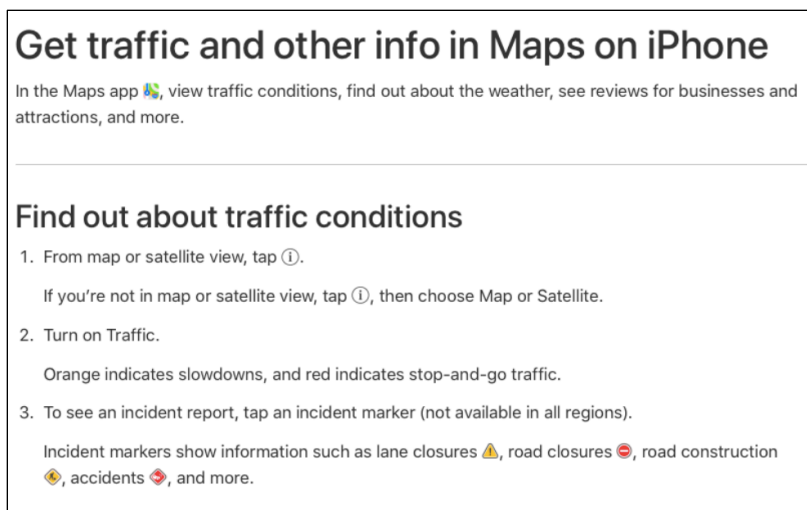 Get traffic and other info in Maps on iPhone
In the Maps app , view traffic conditions, find out about the weather, see reviews for businesses and
attractions, and more.
Find out about traffic conditions
1. From map or satellite view, tap ⓘ.
If you’re not in map or satellite view, tap ⓘ, then choose Map or Satellite.
2. Turn on Traffic.
Orange indicates slowdowns, and red indicates stop-and-go traffic.
3. To see an incident report, tap an incident marker (not available in all regions).
Incident markers show information such as lane closures , road closures , road construction
, accidents , and more.